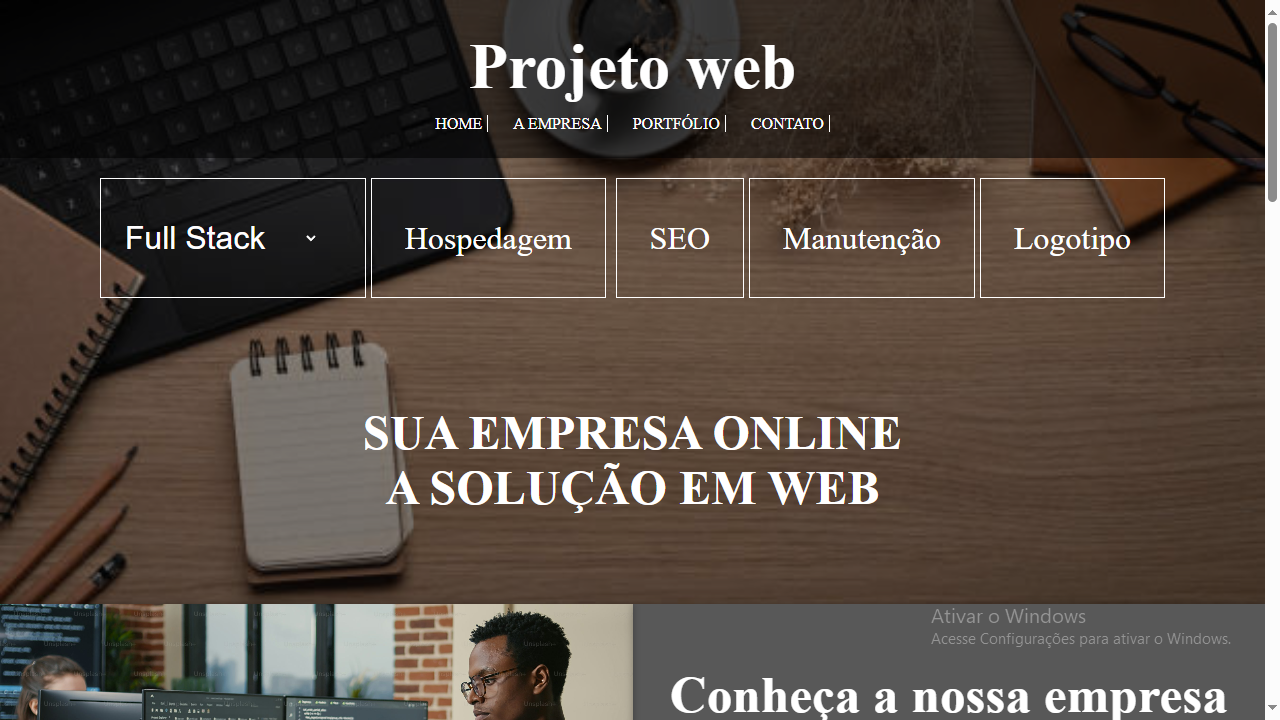 Projeto web
HOME | A EMPRESA | PORTFÓLIO | CONTATO |
Full Stack
Hospedagem
SEO
Manutenção
Logotipo
SUA EMPRESA ONLINE
A SOLUÇÃO EM WEB
Ativar o Windows
Acesse Configurações para ativar o Windows.
Conheça a nossa empresa